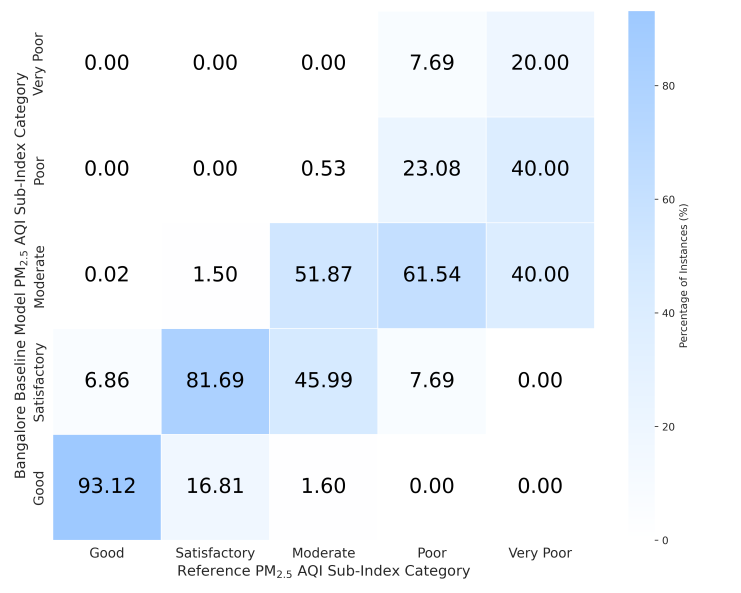 Bangalore Baseline Model PM2.5 AQI Sub-Index Category
Very Poor
0.00 0.00 0.00 7.69 20.00
Poor
0.00 0.00 0.53 23.08 40.00
Moderate
0.02 1.50 51.87 61.54 40.00
Satisfactory
6.86 81.69 45.99 7.69 0.00
Good
93.12 16.81 1.60 0.00 0.00
Good Satisfactory Moderate Poor Very Poor
Reference PM2.5 AQI Sub-Index Category
80
60
40
20
0
Percentage of Instances (%)